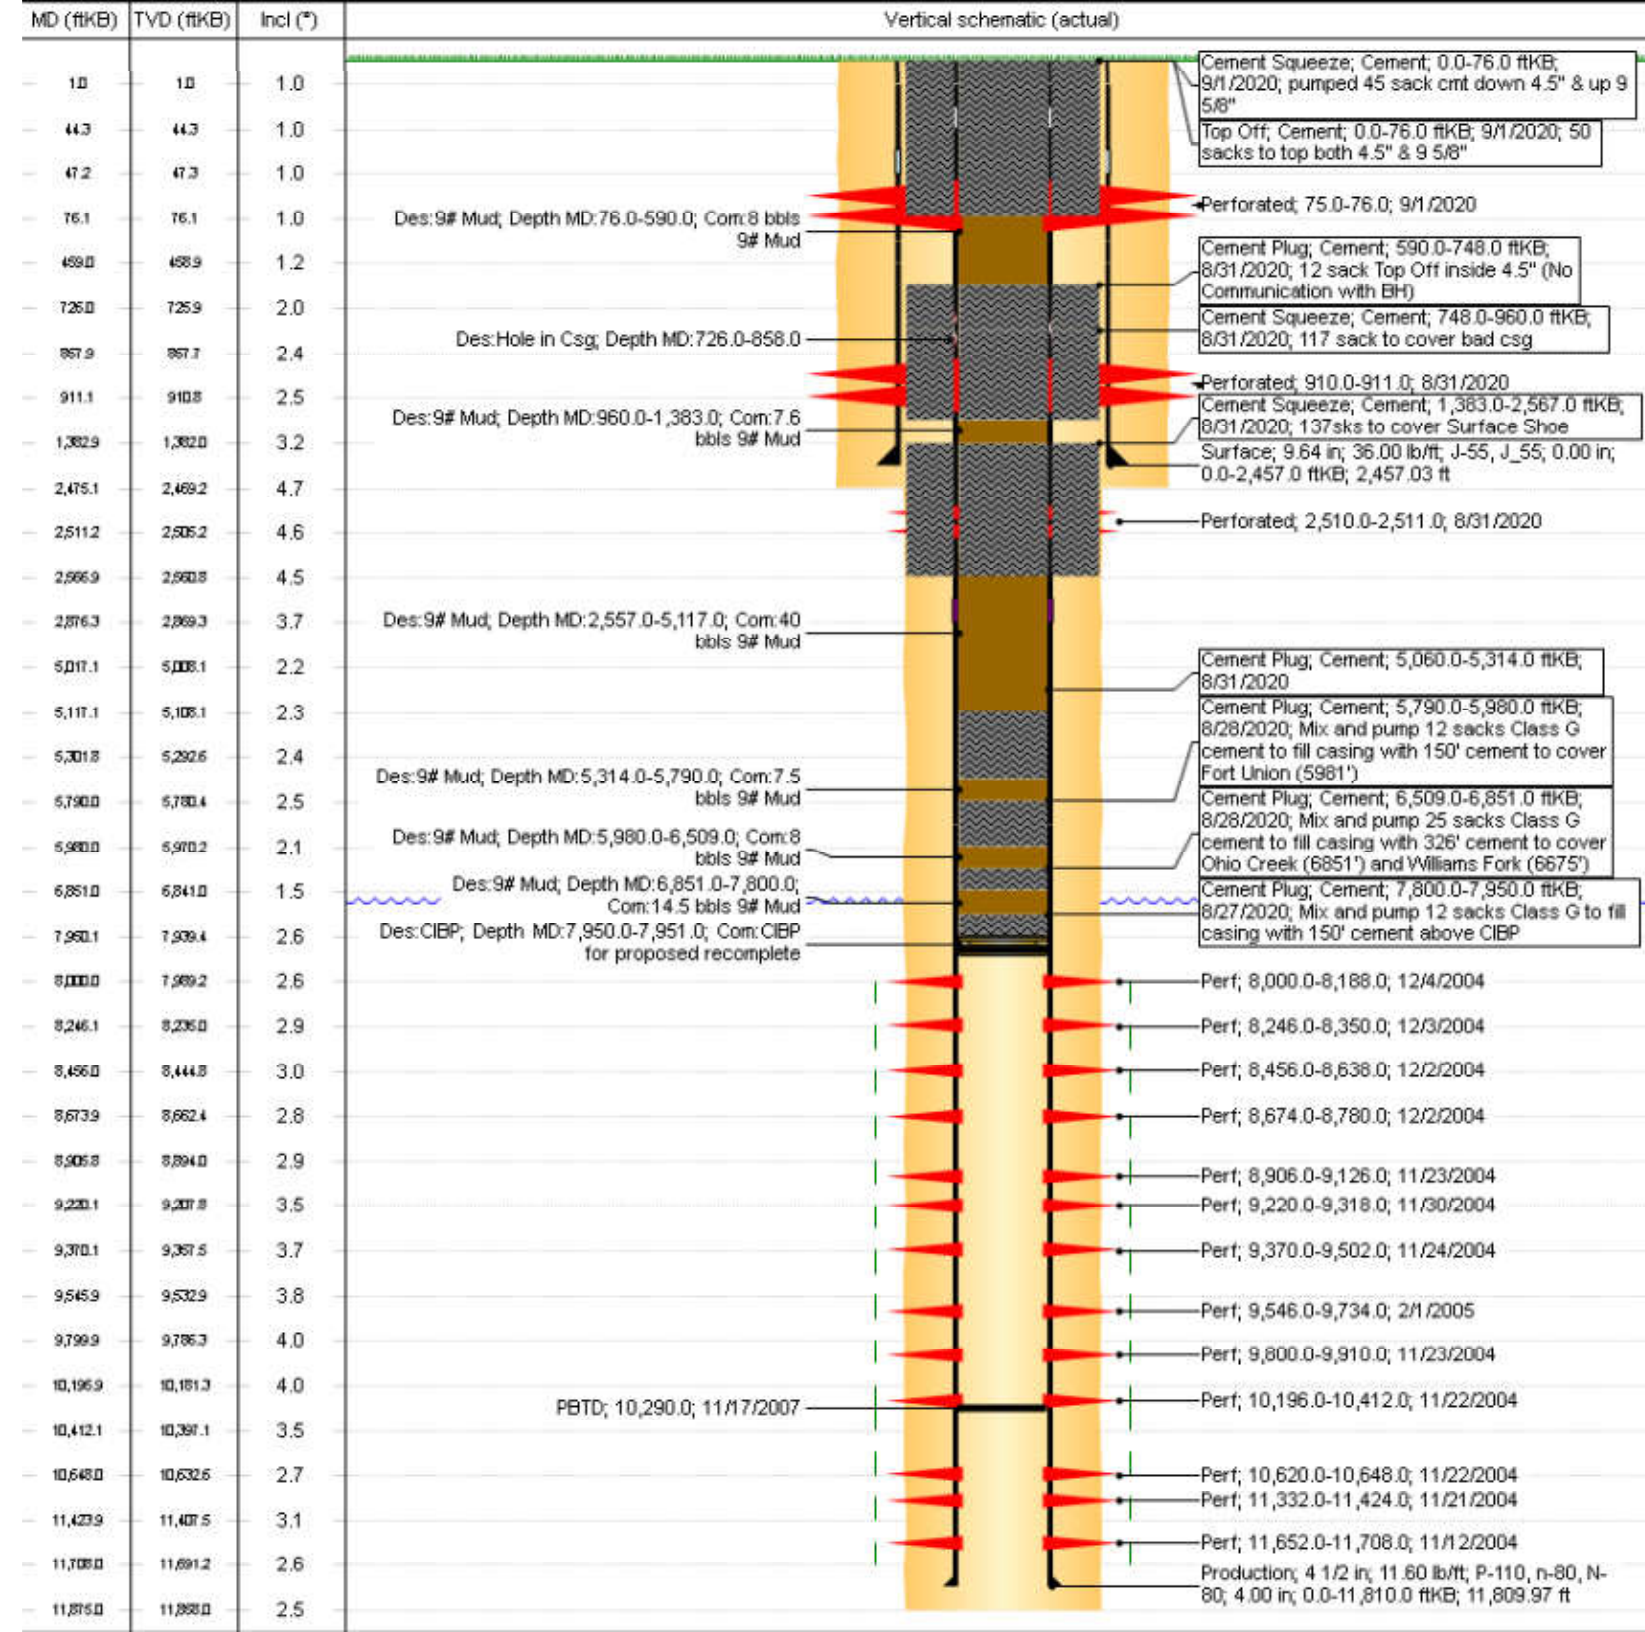 MD (ftKB) TVD (ftKB) Incl (°) Vertical schematic (actual)
1.0 1.0 1.0
44.3 44.3 1.0
47.2 47.3 1.0
76.1 76.1 1.0
459.0 458.9 1.2
726.0 725.9 2.0
857.9 857.7 2.4
911.1 910.8 2.5
1,382.9 1,382.0 3.2
2,475.1 2,469.2 4.7
2,511.2 2,505.2 4.6
2,566.9 2,560.8 4.5
2,876.3 2,869.3 3.7
5,017.1 5,008.1 2.2
5,117.1 5,108.1 2.3
5,301.8 5,292.6 2.4
5,790.0 5,780.4 2.5
5,980.0 5,970.2 2.1
6,851.0 6,841.0 1.5
7,950.1 7,939.4 2.6
8,000.0 7,989.2 2.6
8,246.1 8,235.0 2.9
8,456.0 8,444.8 3.0
8,673.9 8,662.4 2.8
8,905.8 8,894.0 2.9
9,220.1 9,207.8 3.5
9,370.1 9,357.5 3.7
9,545.9 9,532.9 3.8
9,799.9 9,786.3 4.0
10,195.9 10,181.3 4.0
10,412.1 10,397.1 3.5
10,648.0 10,632.6 2.7
11,423.9 11,407.5 3.1
11,708.0 11,691.2 2.6
11,875.0 11,858.0 2.5
Des:9# Mud; Depth MD:76.0-590.0; Com:8 bbls
9# Mud
Des:Hole in Csg; Depth MD:726.0-858.0
Des:9# Mud; Depth MD:960.0-1,383.0; Com:7.6
bbls 9# Mud
Des:9# Mud; Depth MD:2,557.0-5,117.0; Com:40
bbls 9# Mud
Des:9# Mud; Depth MD:5,314.0-5,790.0; Com:7.5
bbls 9# Mud
Des:9# Mud; Depth MD:5,980.0-6,509.0; Com:8
bbls 9# Mud
Des:9# Mud; Depth MD:6,851.0-7,800.0;
Com:14.5 bbls 9# Mud
Des:CIBP; Depth MD:7,950.0-7,951.0; Com:CIBP
for proposed recomplete
PBTD; 10,290.0; 11/17/2007
Cement Squeeze; Cement; 0.0-76.0 ftKB;
9/1/2020; pumped 45 sack cmt down 4.5" & up 9
5/8"
Top Off; Cement; 0.0-76.0 ftKB; 9/1/2020; 50
sacks to top both 4.5" & 9 5/8"
Perforated; 75.0-76.0; 9/1/2020
Cement Plug; Cement; 590.0-748.0 ftKB;
8/31/2020; 12 sack Top Off inside 4.5" (No
Communication with BH)
Cement Squeeze; Cement; 748.0-960.0 ftKB;
8/31/2020; 117 sack to cover bad csg
Perforated; 910.0-911.0; 8/31/2020
Cement Squeeze; Cement; 1,383.0-2,567.0 ftKB;
8/31/2020; 137sks to cover Surface Shoe
Surface; 9.64 in; 36.00 lb/ft; J-55, J_55; 0.00 in;
0.0-2,457.0 ftKB; 2,457.03 ft
Perforated; 2,510.0-2,511.0; 8/31/2020
Cement Plug; Cement; 5,060.0-5,314.0 ftKB;
8/31/2020
Cement Plug; Cement; 5,790.0-5,980.0 ftKB;
8/28/2020; Mix and pump 12 sacks Class G
cement to fill casing with 150' cement to cover
Fort Union (5981')
Cement Plug; Cement; 6,509.0-6,851.0 ftKB;
8/28/2020; Mix and pump 25 sacks Class G
cement to fill casing with 326' cement to cover
Ohio Creek (6851') and Williams Fork (6675')
Cement Plug; Cement; 7,800.0-7,950.0 ftKB;
8/27/2020; Mix and pump 12 sacks Class G to fill
casing with 150' cement above CIBP
Perf; 8,000.0-8,188.0; 12/4/2004
Perf; 8,246.0-8,350.0; 12/3/2004
Perf; 8,456.0-8,638.0; 12/2/2004
Perf; 8,674.0-8,780.0; 12/2/2004
Perf; 8,906.0-9,126.0; 11/23/2004
Perf; 9,220.0-9,318.0; 11/30/2004
Perf; 9,370.0-9,502.0; 11/24/2004
Perf; 9,546.0-9,734.0; 2/1/2005
Perf; 9,800.0-9,910.0; 11/23/2004
Perf; 10,196.0-10,412.0; 11/22/2004
Perf; 10,620.0-10,648.0; 11/22/2004
Perf; 11,332.0-11,424.0; 11/21/2004
Perf; 11,652.0-11,708.0; 11/12/2004
Production; 4 1/2 in; 11.60 lb/ft; P-110, n-80, N-
80; 4.00 in; 0.0-11,810.0 ftKB; 11,809.97 ft